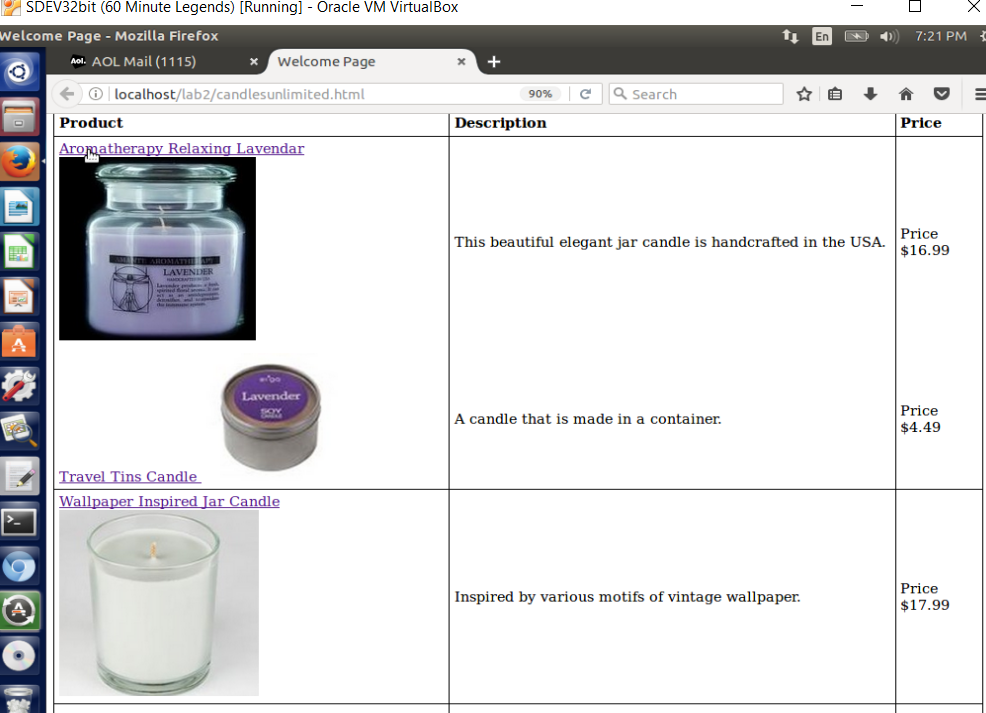 SDEV32bit (60 Minute Legends) [Running] - Oracle VM VirtualBox
Welcome Page - Mozilla Firefox
En
7:21 PM
Aol. AOL Mail (1115)
Welcome Page
localhost/lab2/candlesunlimited.html
90%
Search
Product Description Price
Aromatherapy Relaxing Lavendar
AROMATHERAPY
LAVENDER
This beautiful elegant jar candle is handcrafted in the USA.
Price
$16.99
ergo
Lavender
SOY
CANDLE
Travel Tins Candle
A candle that is made in a container.
Price
$4.49
Wallpaper Inspired Jar Candle
Inspired by various motifs of vintage wallpaper.
Price
$17.99